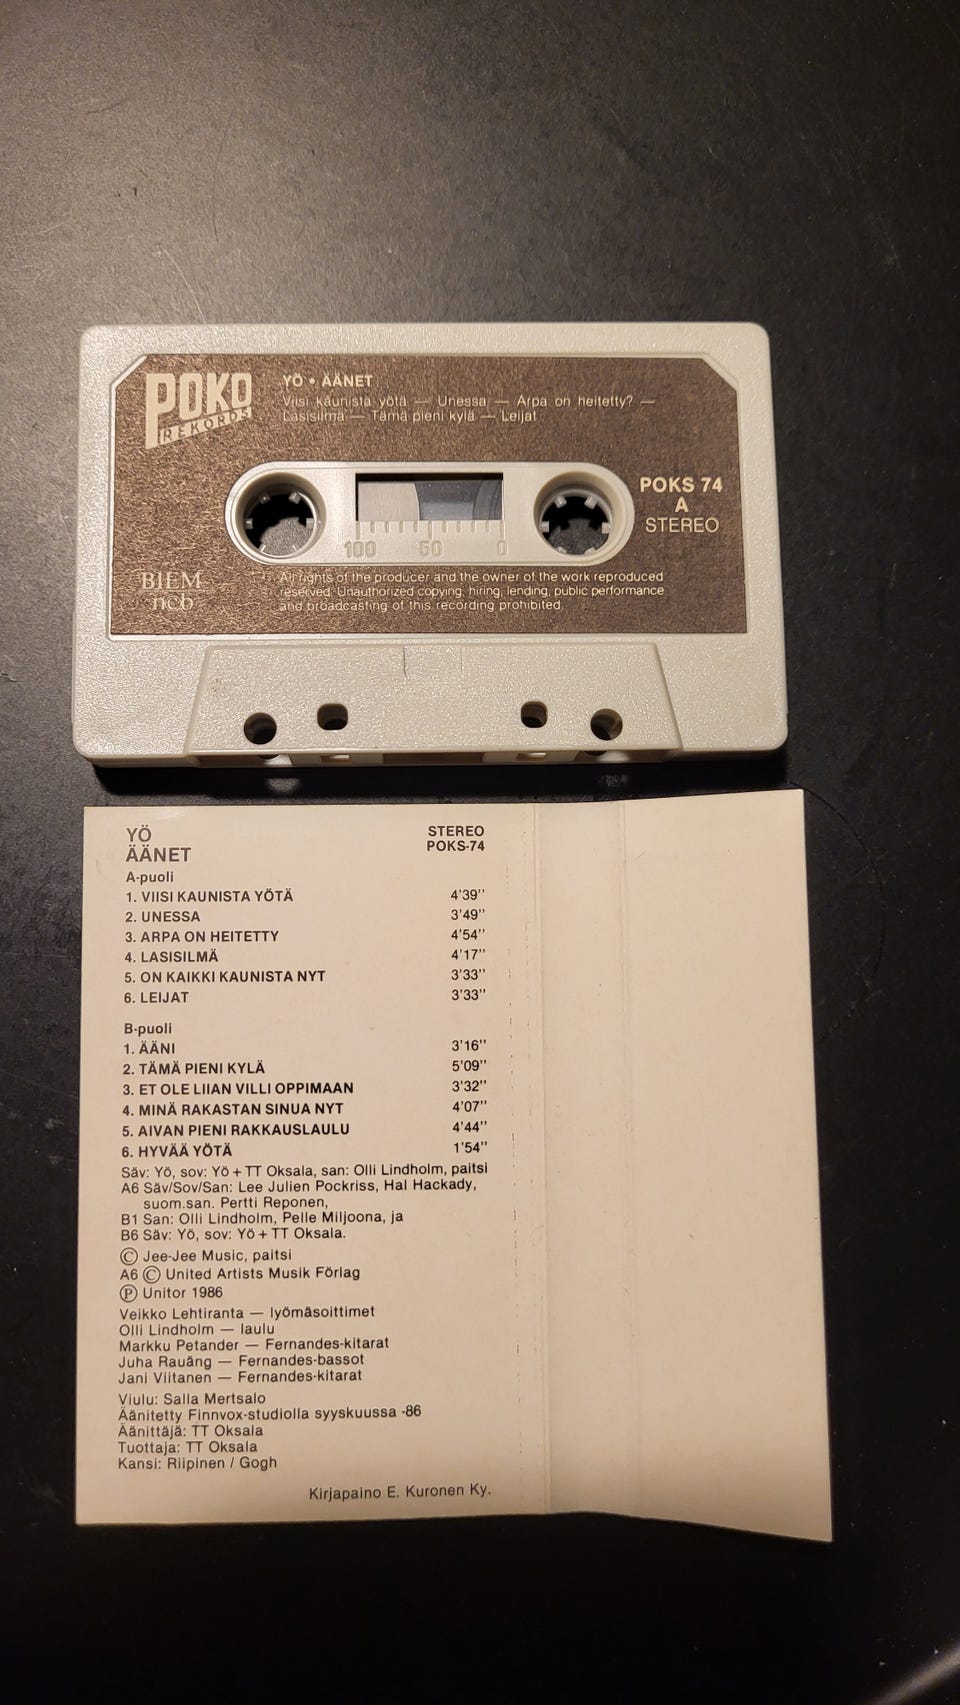 POKO
REKORDS
YÖ • ÄÄNET
Viisi kaunista yötä — Unessa — Arpa on heitetty? —
Lasisilmä — Tämä pieni kylä — Leijat
POKS 74
A
STEREO
100 50 0
BIEM
ncb
All rights of the producer and the owner of the work reproduced
reserved. Unauthorized copying, hiring, lending, public performance
and broadcasting of this recording prohibited.
YÖ
ÄÄNET
STEREO
POKS-74
A-puoli
1. VIISI KAUNISTA YÖTÄ 4'39''
2. UNESSA 3'49''
3. ARPA ON HEITETTY 4'54''
4. LASISILMÄ 4'17''
5. ON KAIKKI KAUNISTA NYT 3'33''
6. LEIJAT 3'33''
B-puoli
1. ÄÄNI 3'16''
2. TÄMÄ PIENI KYLÄ 5'09''
3. ET OLE LIIAN VILLI OPPIMAAN 3'32''
4. MINÄ RAKASTAN SINUA NYT 4'07''
5. AIVAN PIENI RAKKAUSLAULU 4'44''
6. HYVÄÄ YÖTÄ 1'54''
Säv: Yö, sov: Yö + TT Oksala, san: Olli Lindholm, paitsi
A6 Säv/Sov/San: Lee Julien Pockriss, Hal Hackady,
suom.san. Pertti Reponen,
B1 San: Olli Lindholm, Pelle Miljoona, ja
B6 Säv: Yö, sov: Yö + TT Oksala.
© Jee-Jee Music, paitsi
A6 © United Artists Musik Förlag
℗ Unitor 1986
Veikko Lehtiranta — lyömäsoittimet
Olli Lindholm — laulu
Markku Petander — Fernandes-kitarat
Juha Rauäng — Fernandes-bassot
Jani Viitanen — Fernandes-kitarat
Viulu: Salla Mertsalo
Äänitetty Finnvox-studiolla syyskuussa -86
Äänittäjä: TT Oksala
Tuottaja: TT Oksala
Kansi: Riipinen / Gogh
Kirjapaino E. Kuronen Ky.